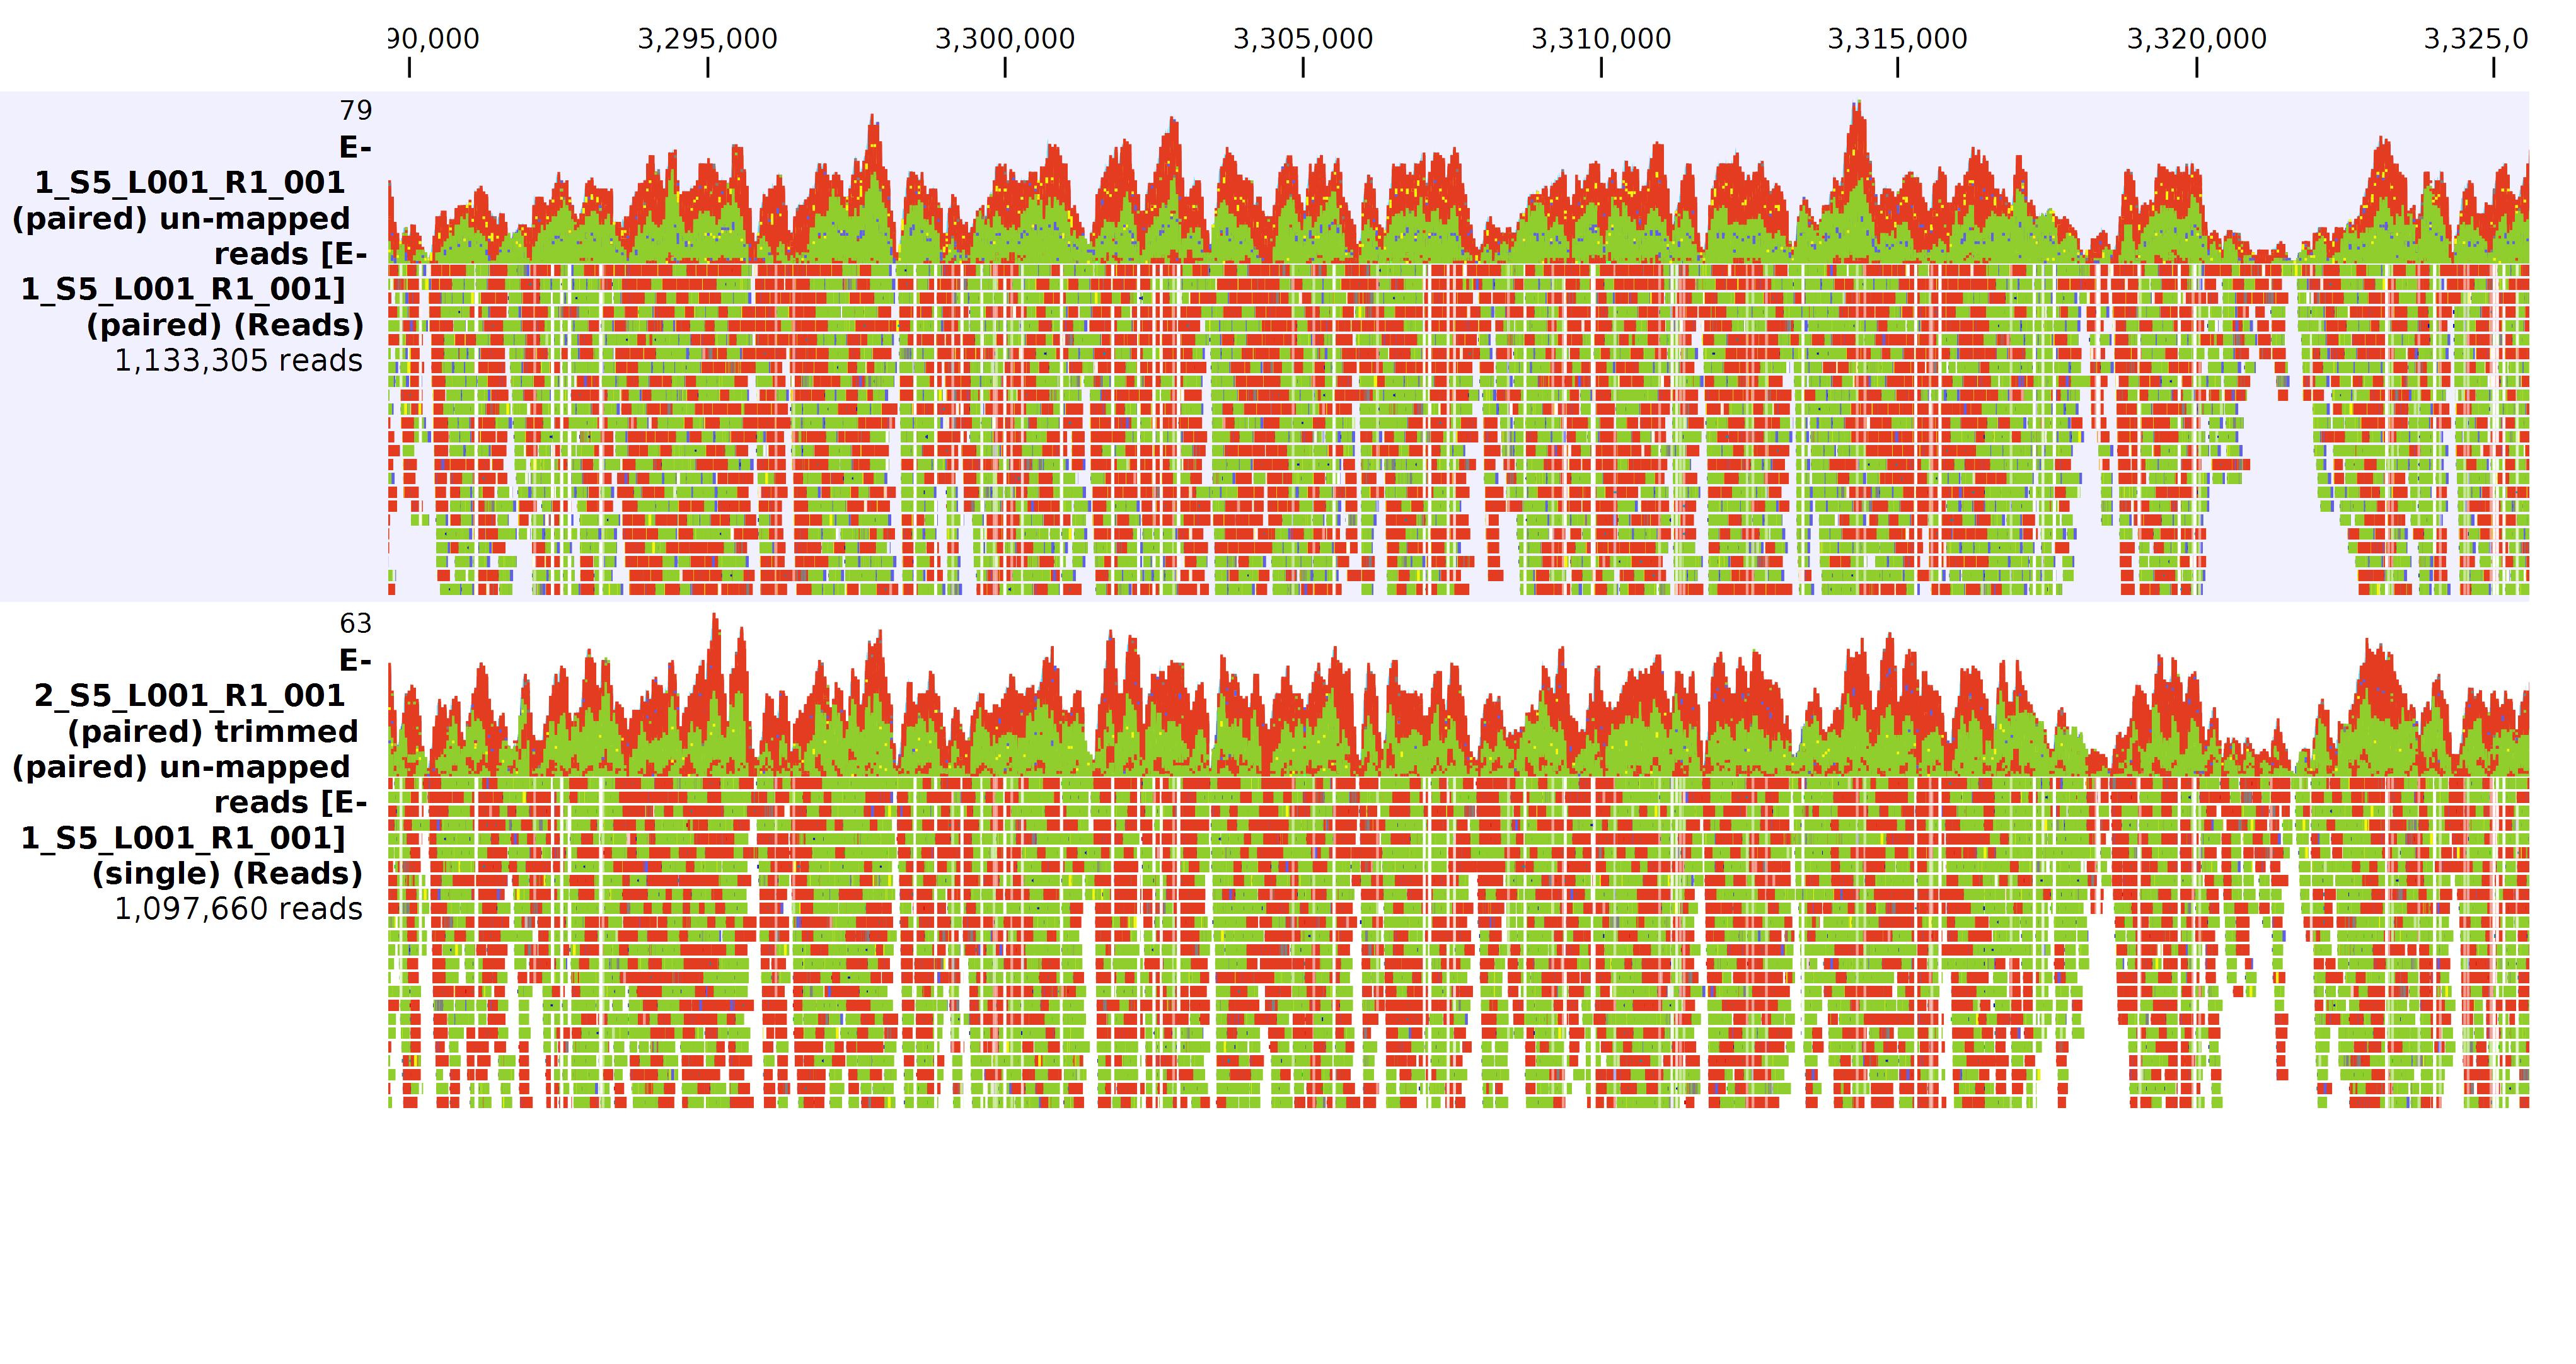 90,000 3,295,000 3,300,000 3,305,000 3,310,000 3,315,000 3,320,000 3,325,0
79
E-
1_S5_L001_R1_001
(paired) un-mapped
reads [E-
1_S5_L001_R1_001]
(paired) (Reads)
1,133,305 reads
63
E-
2_S5_L001_R1_001
(paired) trimmed
(paired) un-mapped
reads [E-
1_S5_L001_R1_001]
(single) (Reads)
1,097,660 reads